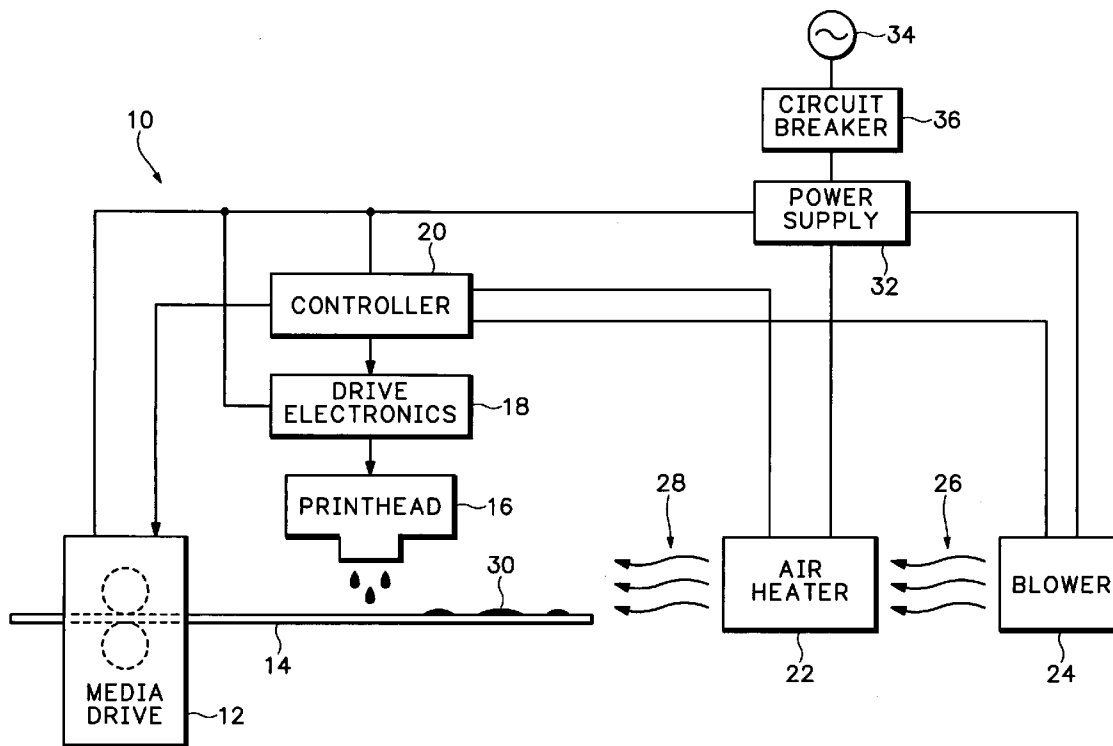 34
CIRCUIT
BREAKER
36
10
POWER
SUPPLY
20
32
CONTROLLER
DRIVE
ELECTRONICS
18
PRINTHEAD
16
28
26
30
AIR
HEATER
BLOWER
14
22
24
MEDIA
DRIVE
12